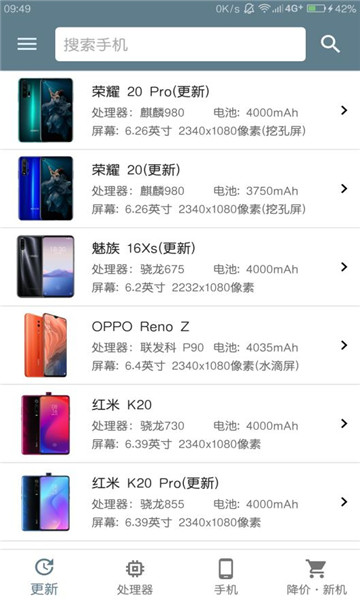 09:49 0K/s 4G+ 42%
搜索手机
荣耀 20 Pro(更新)
处理器：麒麟980 电池：4000mAh
屏幕：6.26英寸 2340x1080像素(挖孔屏)
荣耀 20(更新)
处理器：麒麟980 电池：3750mAh
屏幕：6.26英寸 2340x1080像素(挖孔屏)
魅族 16Xs(更新)
处理器：骁龙675 电池：4000mAh
屏幕：6.2英寸 2232x1080像素
OPPO Reno Z
处理器：联发科 P90 电池：4035mAh
屏幕：6.4英寸 2340x1080像素(水滴屏)
红米 K20
处理器：骁龙730 电池：4000mAh
屏幕：6.39英寸 2340x1080像素
红米 K20 Pro(更新)
处理器：骁龙855 电池：4000mAh
屏幕：6.39英寸 2340x1080像素
更新 处理器 手机 降价·新机